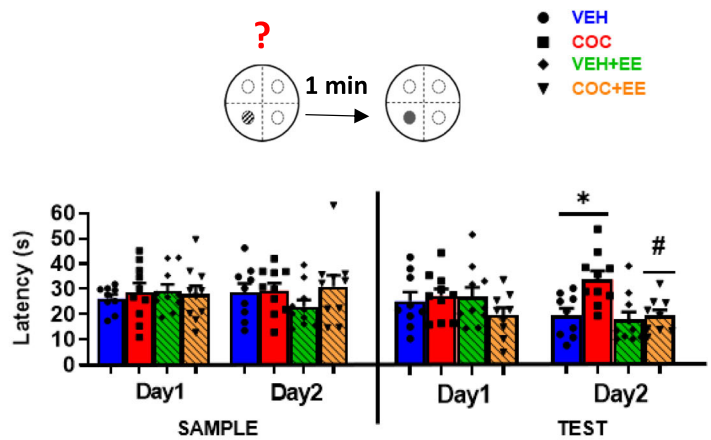 ?
1 min
VEH
COC
VEH+EE
COC+EE
Latency (s)
60
50
40
30
20
10
0
*
#
Day1
Day2
Day1
Day2
SAMPLE
TEST